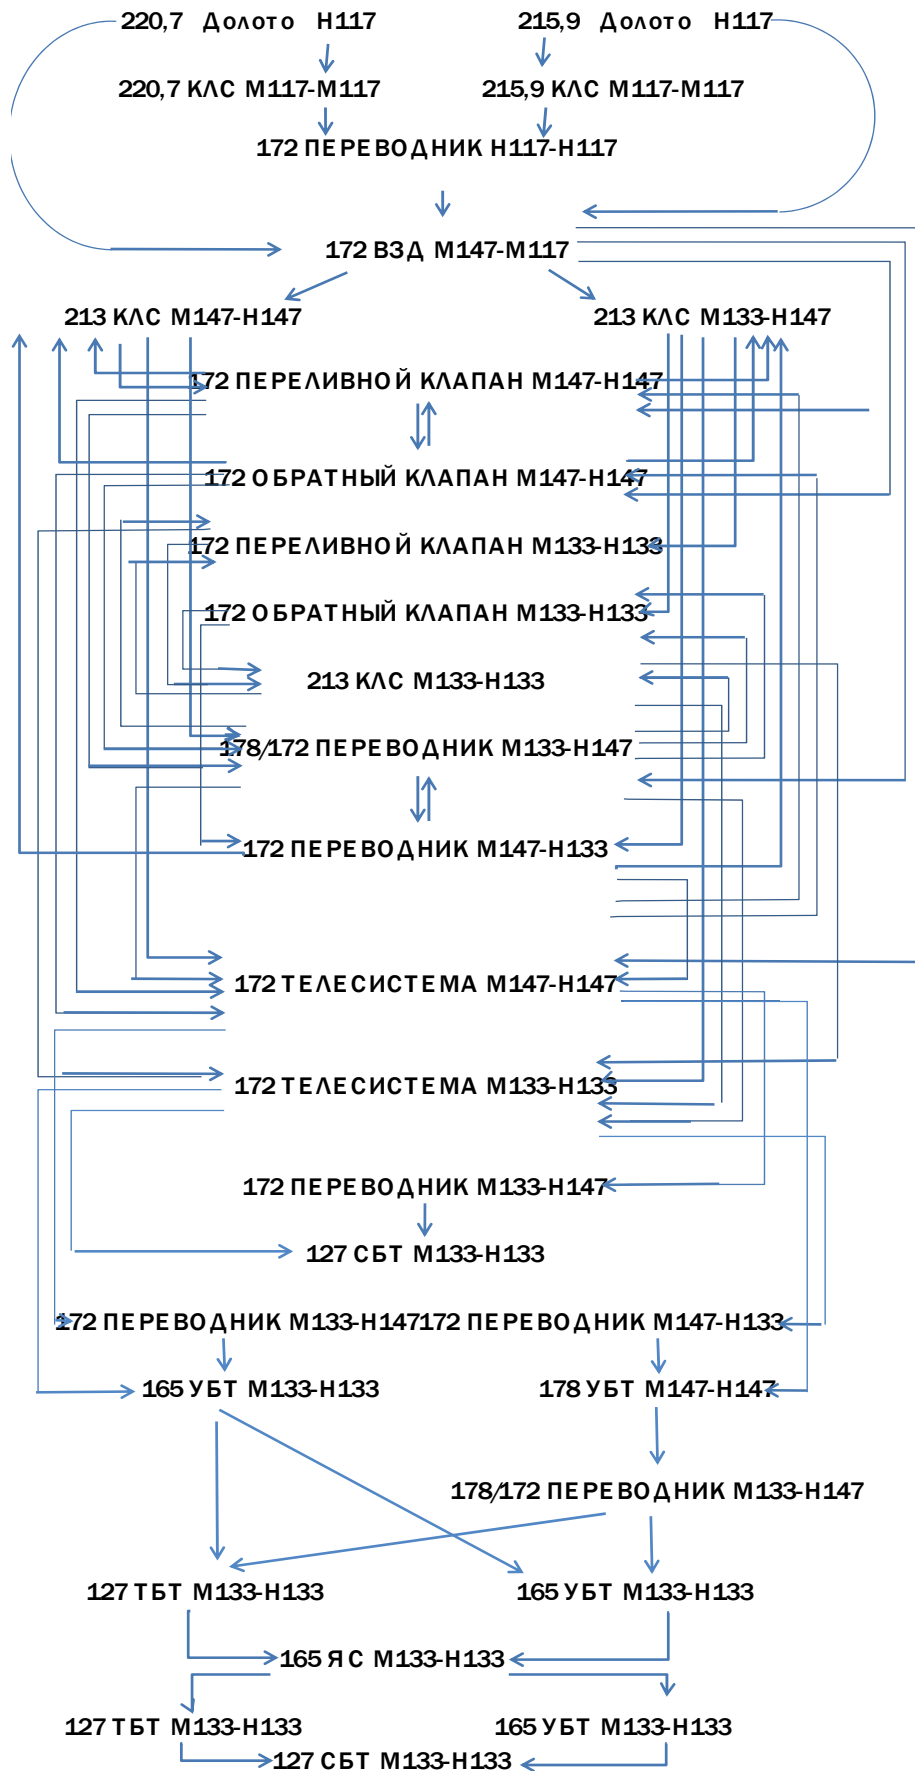 220,7 Долото Н117
215,9 Долото Н117
220,7 КЛС М117-М117
215,9 КЛС М117-М117
172 ПЕРЕВОДНИК Н117-Н117
172 ВЗД М147-М117
213 КЛС М147-Н147
213 КЛС М133-Н147
172 ПЕРЕЛИВНОЙ КЛАПАН М147-Н147
172 ОБРАТНЫЙ КЛАПАН М147-Н147
172 ПЕРЕЛИВНОЙ КЛАПАН М133-Н133
172 ОБРАТНЫЙ КЛАПАН М133-Н133
213 КЛС М133-Н133
178/172 ПЕРЕВОДНИК М133-Н147
172 ПЕРЕВОДНИК М147-Н133
172 ТЕЛЕСИСТЕМА М147-Н147
172 ТЕЛЕСИСТЕМА М133-Н133
172 ПЕРЕВОДНИК М133-Н147
127 СБТ М133-Н133
172 ПЕРЕВОДНИК М133-Н147
172 ПЕРЕВОДНИК М147-Н133
165 УБТ М133-Н133
178 УБТ М147-Н147
178/172 ПЕРЕВОДНИК М133-Н147
127 ТБТ М133-Н133
165 УБТ М133-Н133
165 ЯС М133-Н133
127 ТБТ М133-Н133
165 УБТ М133-Н133
127 СБТ М133-Н133